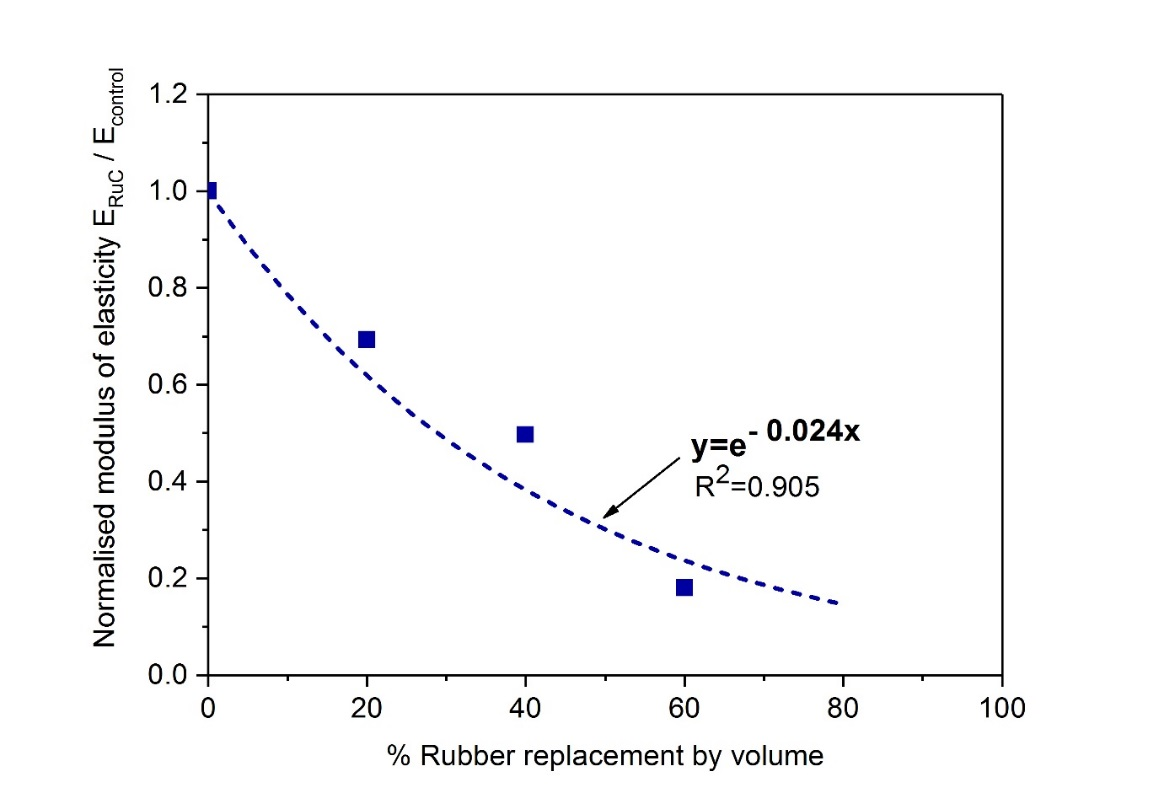 Normalised modulus of elasticity E_RuC / E_control
1.2
1.0
0.8
0.6
0.4
0.2
0.0
y=e^- 0.024x
R^2=0.905
0 20 40 60 80 100
% Rubber replacement by volume